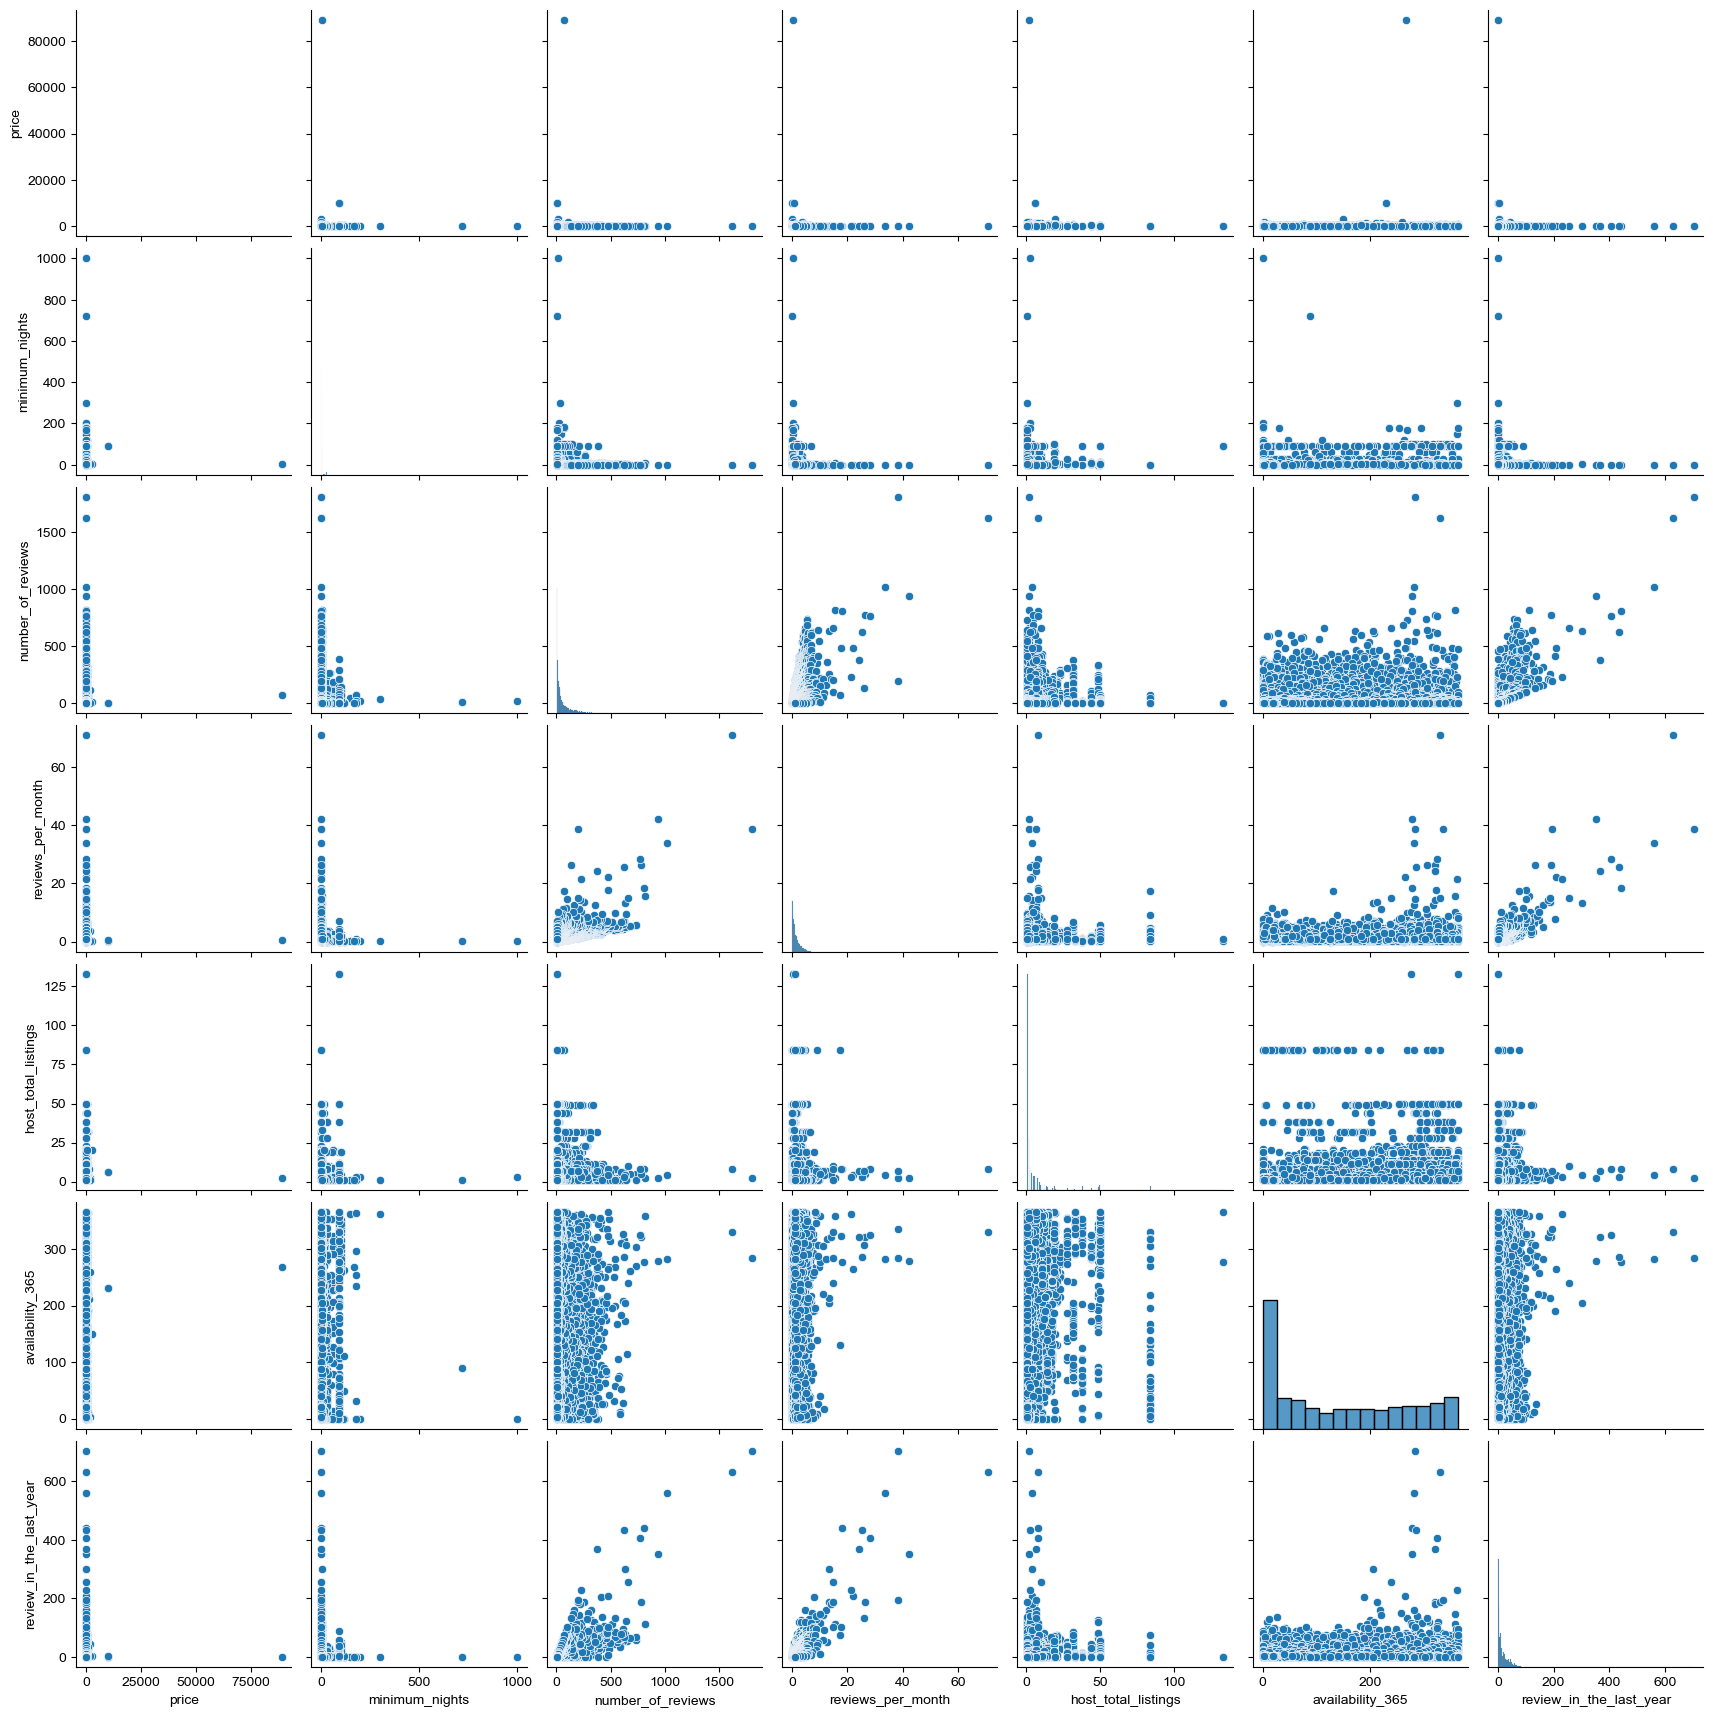 80000
60000
40000
20000
0
price
1000
800
600
400
200
0
minimum_nights
1500
1000
500
0
number_of_reviews
60
40
20
0
reviews_per_month
125
100
75
50
25
0
host_total_listings
300
200
100
0
availability_365
600
400
200
0
review_in_the_last_year
0 25000 50000 75000
0 500 1000
0 500 1000 1500
0 20 40 60
0 50 100
0 200
0 200 400 600
price
minimum_nights
number_of_reviews
reviews_per_month
host_total_listings
availability_365
review_in_the_last_year